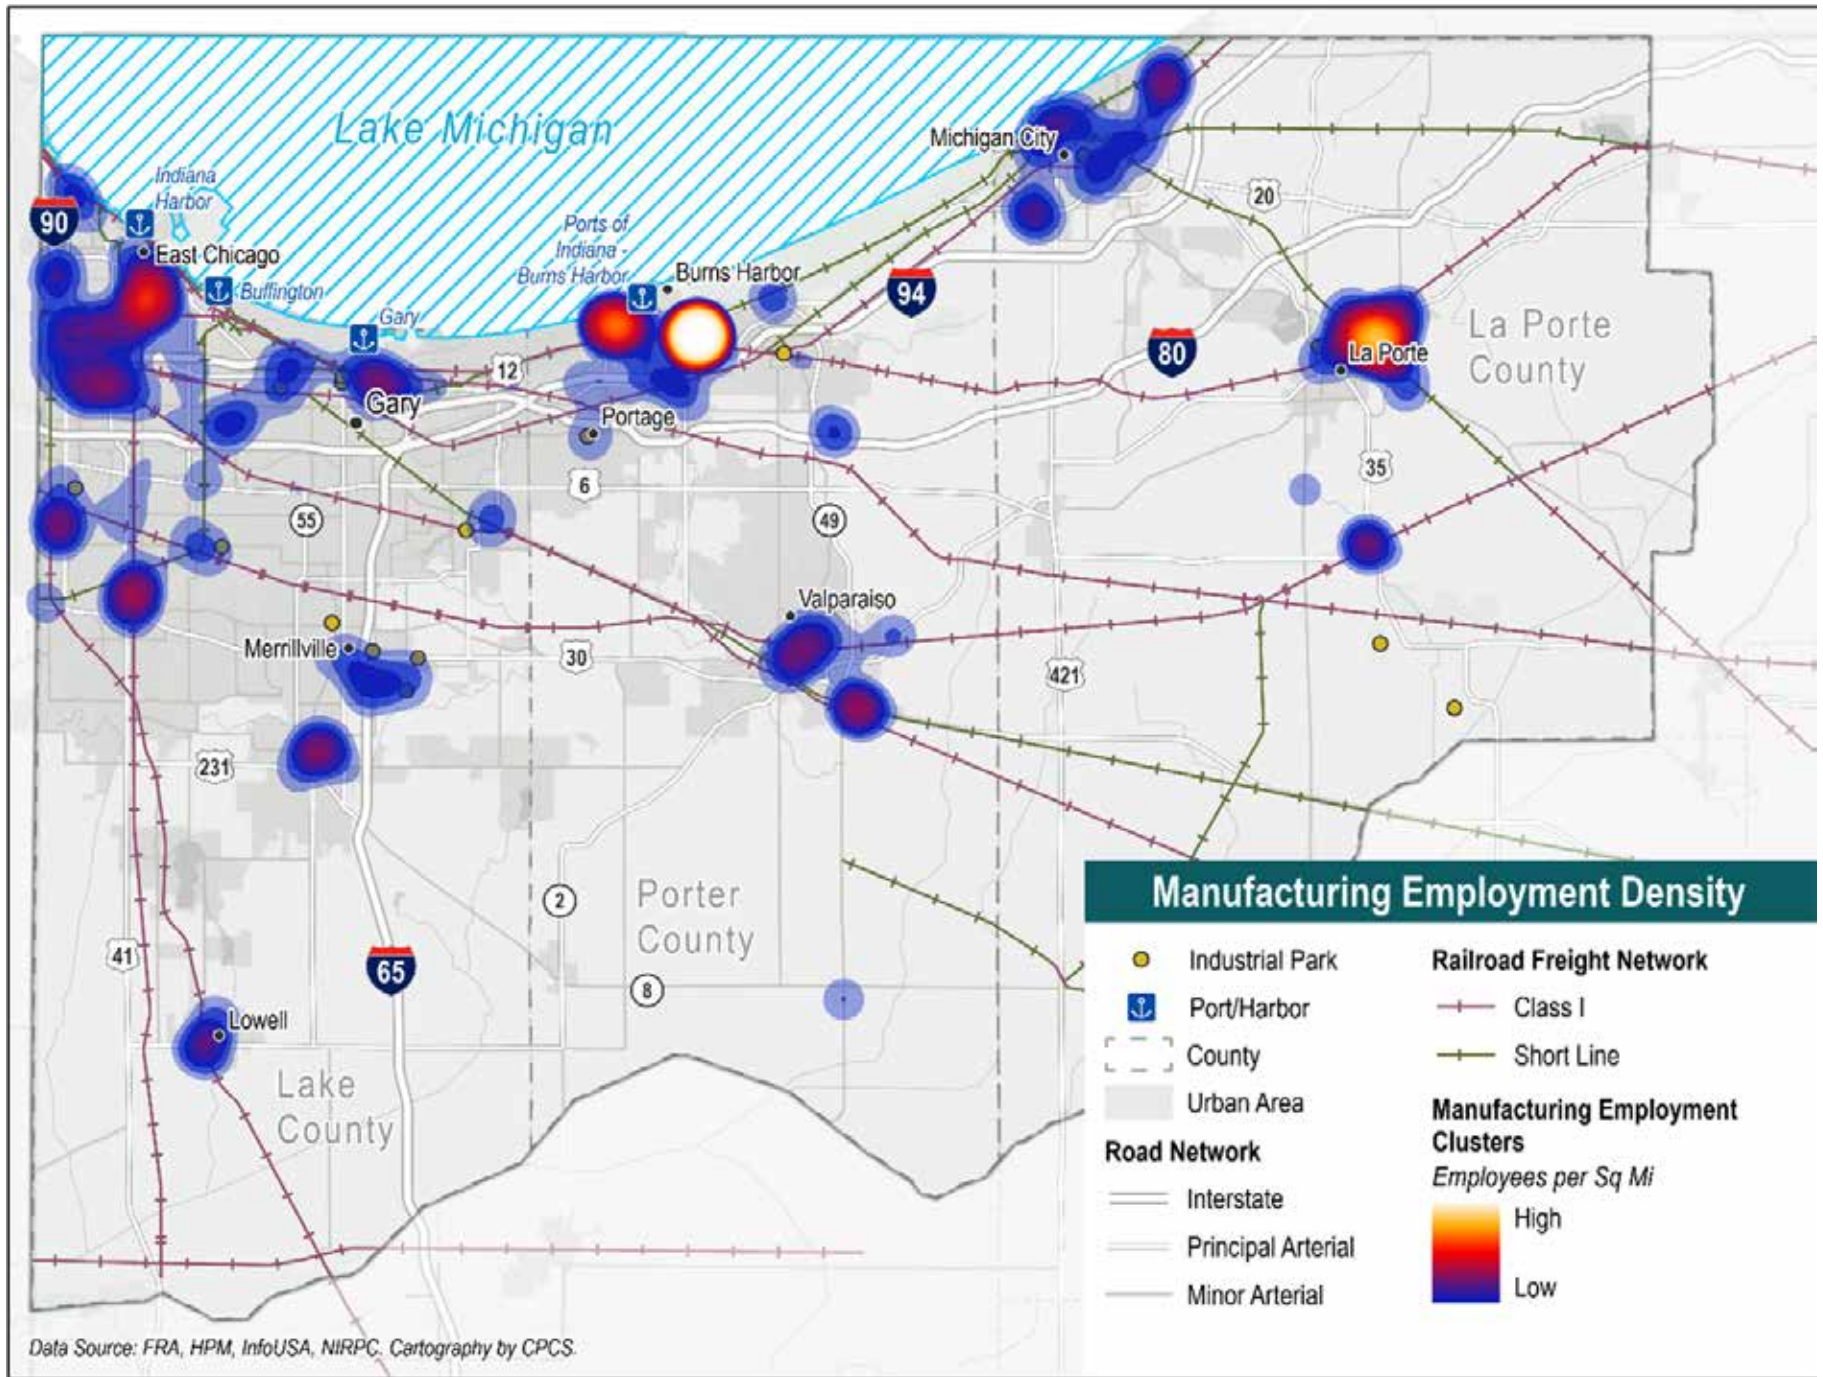 Lake Michigan
Indiana
Harbor
90
East Chicago
Buffington
Gary
Gary
12
Ports of
Indiana -
Burns Harbor
Burns Harbor
94
Michigan City
20
80
La Porte
La Porte
County
35
Portage
6
55
49
Valparaiso
Merrillville
30
421
231
Porter
County
2
8
41
65
Lowell
Lake
County
Manufacturing Employment Density
Industrial Park
Port/Harbor
County
Urban Area
Road Network
Interstate
Principal Arterial
Minor Arterial
Railroad Freight Network
Class I
Short Line
Manufacturing Employment
Clusters
Employees per Sq Mi
High
Low
Data Source: FRA, HPM, InfoUSA, NIRPC. Cartography by CPCS.